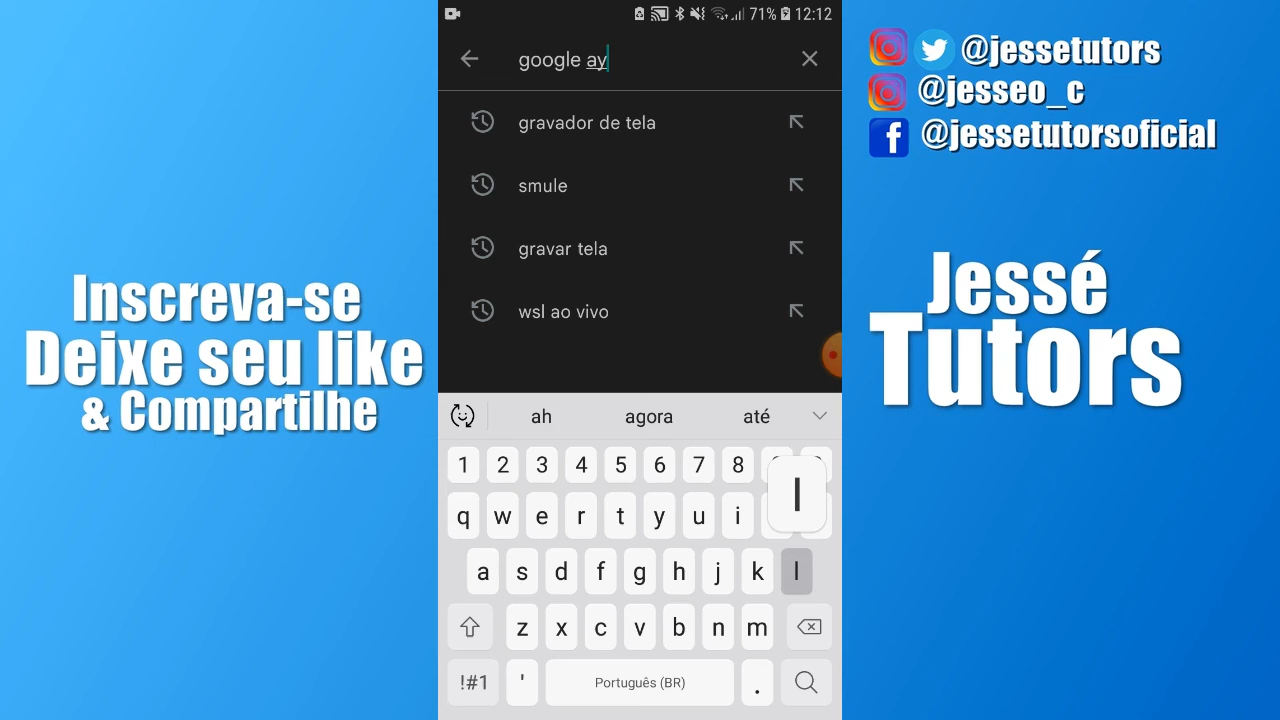 Inscreva-se
Deixe seu like
& Compartilhe
71% 12:12
google ay
gravador de tela
smule
gravar tela
wsl ao vivo
ah agora até
1 2 3 4 5 6 7 8
l
q w e r t y u i
a s d f g h j k l
z x c v b n m
!#1 ' Português (BR) .
@jessetutors
@jesseo_c
f @jessetutorsoficial
Jessé
Tutors